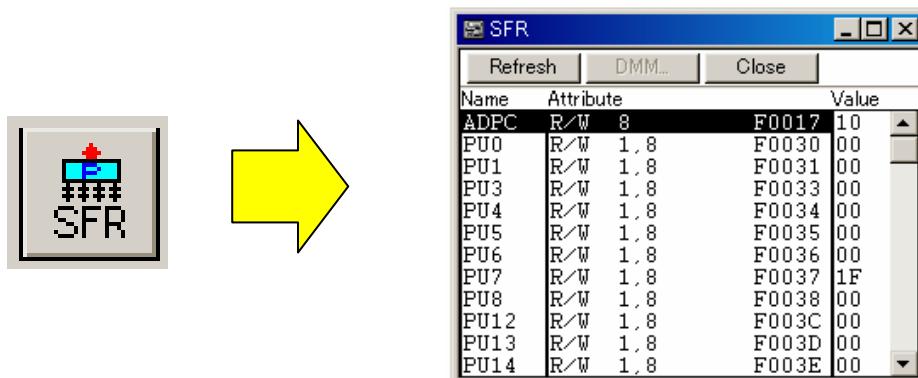 P
SFR
SFR
Refresh DMM... Close
Name Attribute Value
ADPC R/W 8 F0017 10
PU0 R/W 1,8 F0030 00
PU1 R/W 1,8 F0031 00
PU3 R/W 1,8 F0033 00
PU4 R/W 1,8 F0034 00
PU5 R/W 1,8 F0035 00
PU6 R/W 1,8 F0036 00
PU7 R/W 1,8 F0037 1F
PU8 R/W 1,8 F0038 00
PU12 R/W 1,8 F003C 00
PU13 R/W 1,8 F003D 00
PU14 R/W 1,8 F003E 00